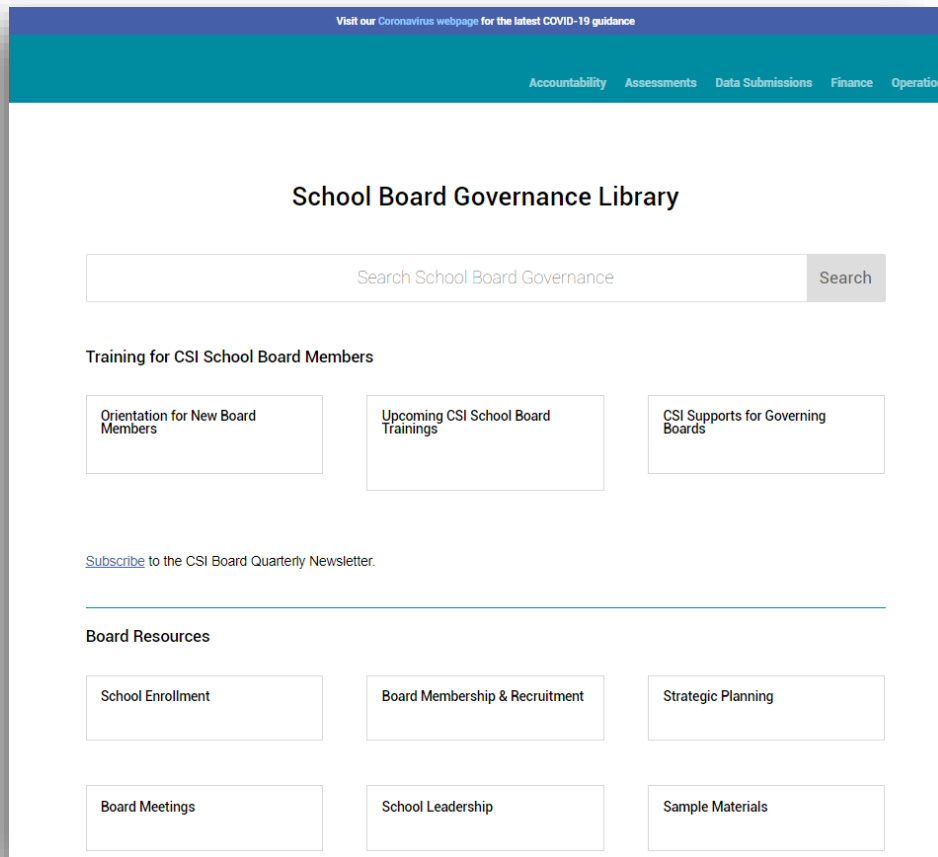 Visit our Coronavirus webpage for the latest COVID-19 guidance
Accountability Assessments Data Submissions Finance Operation
School Board Governance Library
Search School Board Governance Search
Training for CSI School Board Members
Orientation for New Board
Members
Upcoming CSI School Board
Trainings
CSI Supports for Governing
Boards
Subscribe to the CSI Board Quarterly Newsletter.
Board Resources
School Enrollment
Board Membership & Recruitment
Strategic Planning
Board Meetings
School Leadership
Sample Materials